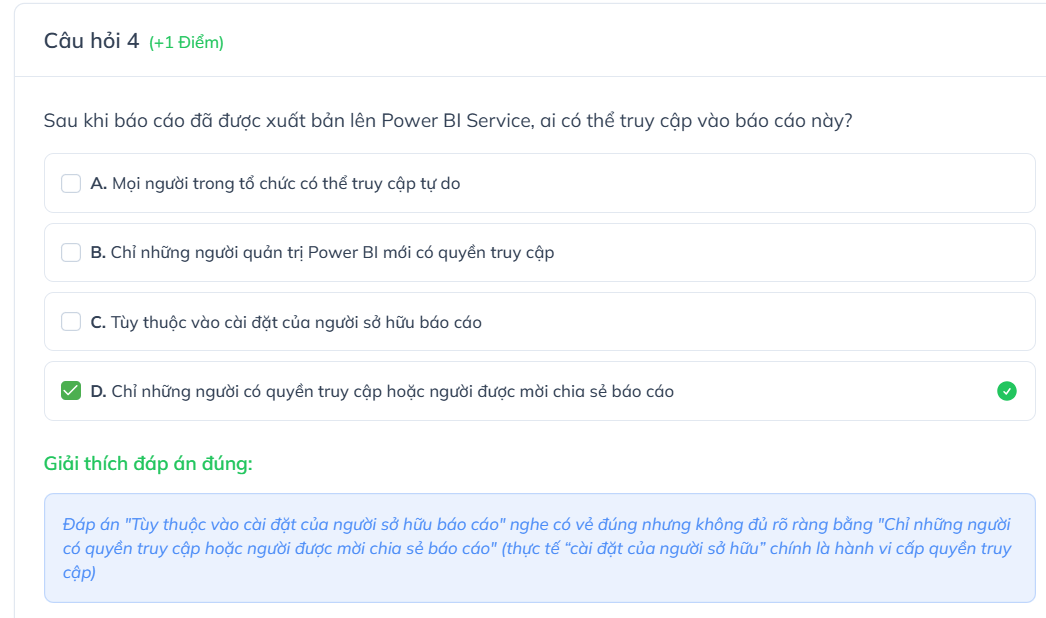 Câu hỏi 4 (+1 Điểm)
Sau khi báo cáo đã được xuất bản lên Power BI Service, ai có thể truy cập vào báo cáo này?
A. Mọi người trong tổ chức có thể truy cập tự do
B. Chỉ những người quản trị Power BI mới có quyền truy cập
C. Tùy thuộc vào cài đặt của người sở hữu báo cáo
D. Chỉ những người có quyền truy cập hoặc người được mời chia sẻ báo cáo
Giải thích đáp án đúng:
Đáp án "Tùy thuộc vào cài đặt của người sở hữu báo cáo" nghe có vẻ đúng nhưng không đủ rõ ràng bằng "Chỉ những người
có quyền truy cập hoặc người được mời chia sẻ báo cáo" (thực tế “cài đặt của người sở hữu” chính là hành vi cấp quyền truy
cập)